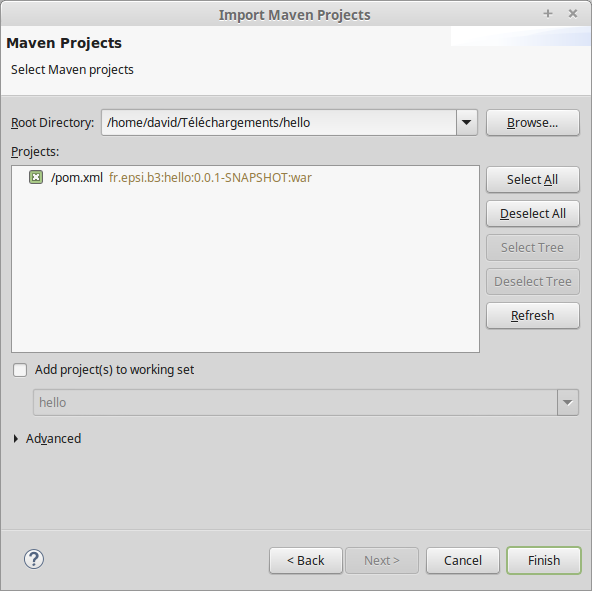 Import Maven Projects
Maven Projects
Select Maven projects
Root Directory: /home/david/Téléchargements/hello Browse...
Projects:
/pom.xml fr.epsi.b3:hello:0.0.1-SNAPSHOT:war
Select All
Deselect All
Select Tree
Deselect Tree
Refresh
Add project(s) to working set
hello
Advanced
? < Back Next > Cancel Finish